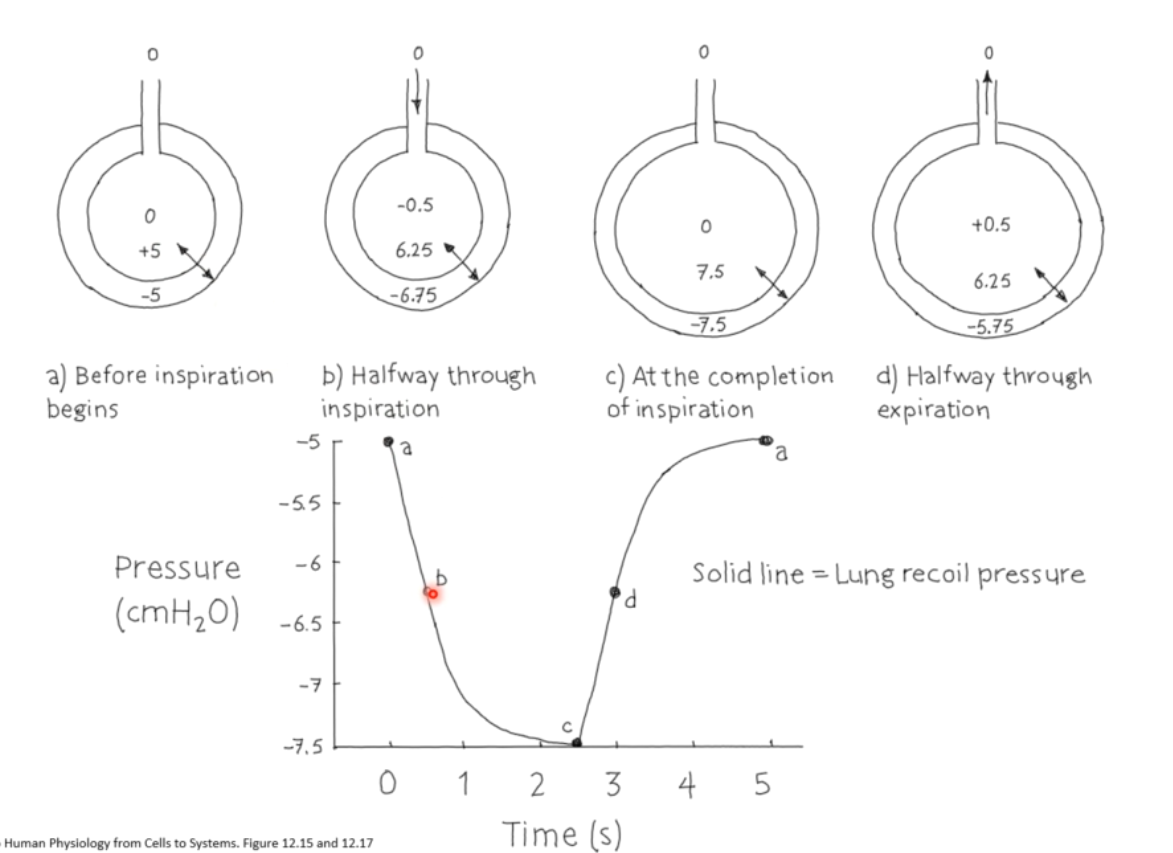 0
0
0
0
0
+5
-5
-0.5
6.25
-6.75
0
7.5
-7.5
+0.5
6.25
-5.75
a) Before inspiration
begins
b) Halfway through
inspiration
c) At the completion
of inspiration
d) Halfway through
expiration
-5
-5.5
-6
-6.5
-7
-7.5
Pressure
(cmH₂O)
a
b
c
d
a
Solid line = Lung recoil pressure
0 1 2 3 4 5
Time (s)
Human Physiology from Cells to Systems. Figure 12.15 and 12.17